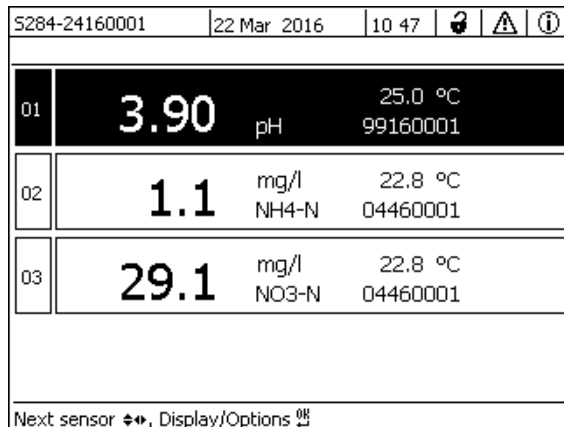 S284-24160001 22 Mar 2016 10 47
01 3.90 pH 25.0 °C 99160001
02 1.1 mg/l NH4-N 22.8 °C 04460001
03 29.1 mg/l NO3-N 22.8 °C 04460001
Next sensor, Display/Options OK